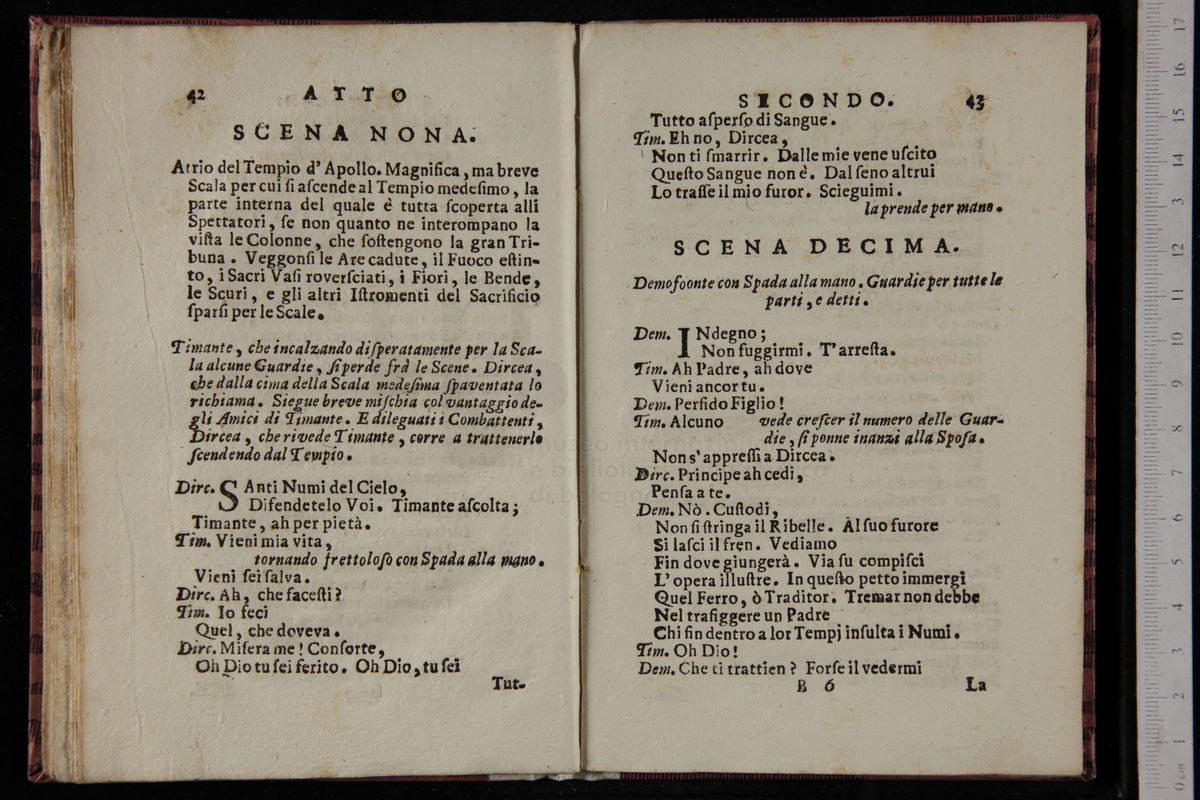 42 ATTO
SCENA NONA.
Atrio del Tempio d' Apollo. Magnifica, ma breve
Scala per cui ſi aſcende al Tempio medeſimo, la
parte interna del quale è tutta ſcoperta alli
Spettatori, ſe non quanto ne interompano la
viſta le Colonne, che ſoſtengono la gran Tri-
buna. Veggonſi le Are cadute, il Fuoco eſtin-
to, i Sacri Vaſi roverſciati, i Fiori, le Bende,
le Scuri, e gli altri Iſtromenti del Sacrificio
ſparſi per le Scale.
Timante, che incalzando diſperatamente per la Sca-
la alcune Guardie, ſi perde frà le Scene. Dircea,
che dalla cima della Scala medeſima ſpaventata lo
richiama. Siegue breve miſchia col vantaggio de-
gli Amici di Timante. E dileguati i Combattenti,
Dircea, che rivede Timante, corre a trattenerlo
ſcendendo dal Tempio.
Dirc. SAnti Numi del Cielo,
Difendetelo Voi. Timante aſcolta;
Timante, ah per pietà.
Tim. Vieni mia vita,
tornando frettoloſo con Spada alla mano.
Vieni ſei ſalva.
Dirc. Ah, che faceſti?
Tim. Io feci
Quel, che doveva.
Dirc. Miſera me! Conſorte,
Oh Dio tu ſei ferito. Oh Dio, tu ſei
Tut-
SECONDO. 43
Tutto aſperſo di Sangue.
Tim. Eh no, Dircea,
Non ti ſmarrir. Dalle mie vene uſcito
Queſto Sangue non è. Dal ſeno altrui
Lo traſſe il mio furor. Scieguimi.
la prende per mano.
SCENA DECIMA.
Demofoonte con Spada alla mano. Guardie per tutte le
parti, e detti.
Dem. INdegno;
Non fuggirmi. T'arreſta.
Tim. Ah Padre, ah dove
Vieni ancor tu.
Dem. Perfido Figlio!
Tim. Alcuno vede creſcer il numero delle Guar-
die, ſi ponne inanzi alla Spoſa.
Non s' appreſſi a Dircea.
Dirc. Principe ah cedi,
Penſa a te.
Dem. Nò. Cuſtodi,
Non ſi ſtringa il Ribelle. Al ſuo furore
Si laſci il fren. Vediamo
Fin dove giungerà. Via ſu compiſci
L' opera illuſtre. In queſto petto immergi
Quel Ferro, ò Traditor. Tremar non debbe
Nel trafiggere un Padre
Chi fin dentro a lor Tempj inſulta i Numi.
Tim. Oh Dio!
Dem. Che ti trattien? Forſe il vedermi
B 6 La